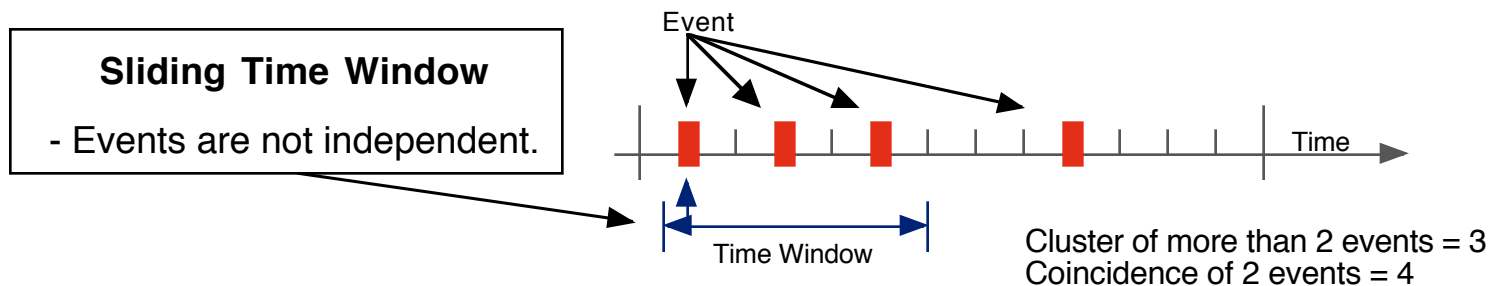 Event
Sliding Time Window
- Events are not independent.
Time
Time Window
Cluster of more than 2 events = 3
Coincidence of 2 events = 4